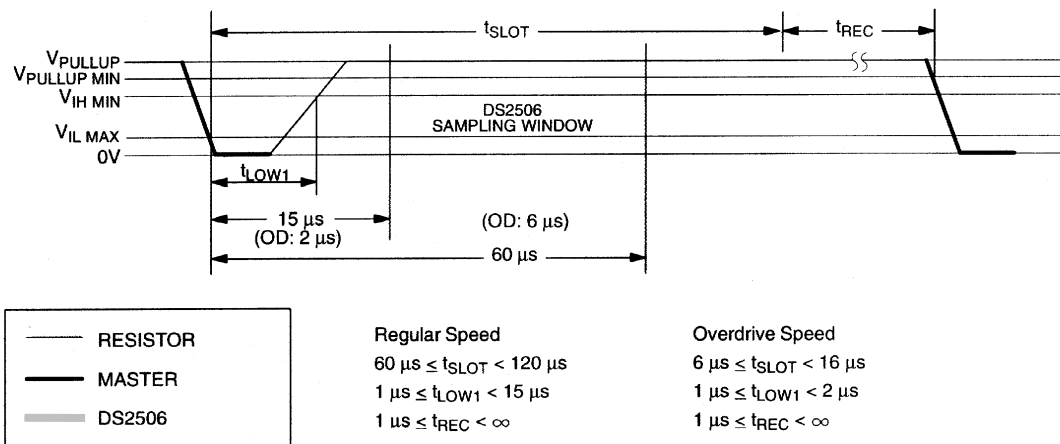 tSLOT
tREC
VPULLUP
VPULLUP MIN
VIH MIN
DS2506
SAMPLING WINDOW
VIL MAX
0V
tLOW1
15 μs
(OD: 2 μs)
(OD: 6 μs)
60 μs
RESISTOR
MASTER
DS2506
Regular Speed
60 μs ≤ tSLOT < 120 μs
1 μs ≤ tLOW1 < 15 μs
1 μs ≤ tREC < ∞
Overdrive Speed
6 μs ≤ tSLOT < 16 μs
1 μs ≤ tLOW1 < 2 μs
1 μs ≤ tREC < ∞